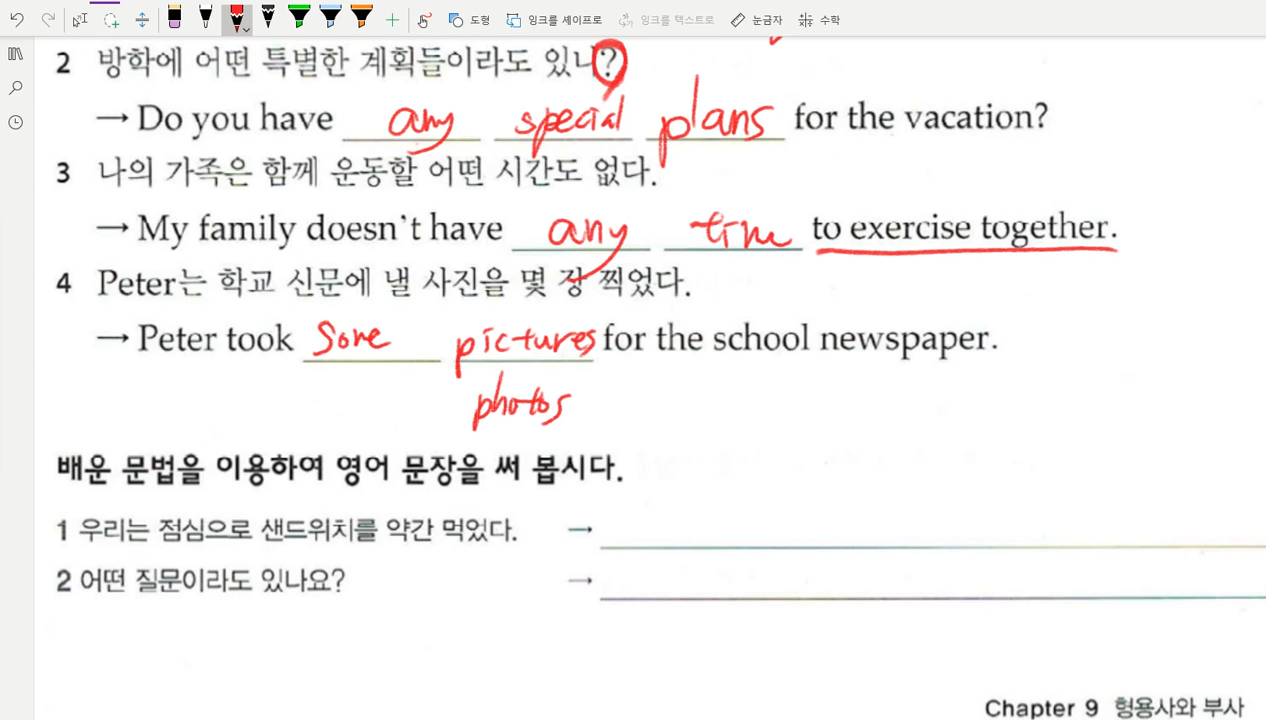 도형 잉크를 셰이프로 잉크를 텍스트로 눈금자 수학
2 방학에 어떤 특별한 계획들이라도 있니?
→ Do you have any special plans for the vacation?
3 나의 가족은 함께 운동할 어떤 시간도 없다.
→ My family doesn't have any time to exercise together.
4 Peter는 학교 신문에 낼 사진을 몇 장 찍었다.
→ Peter took some pictures for the school newspaper.
photos
배운 문법을 이용하여 영어 문장을 써 봅시다.
1 우리는 점심으로 샌드위치를 약간 먹었다. →
2 어떤 질문이라도 있나요? →
Chapter 9 형용사와 부사